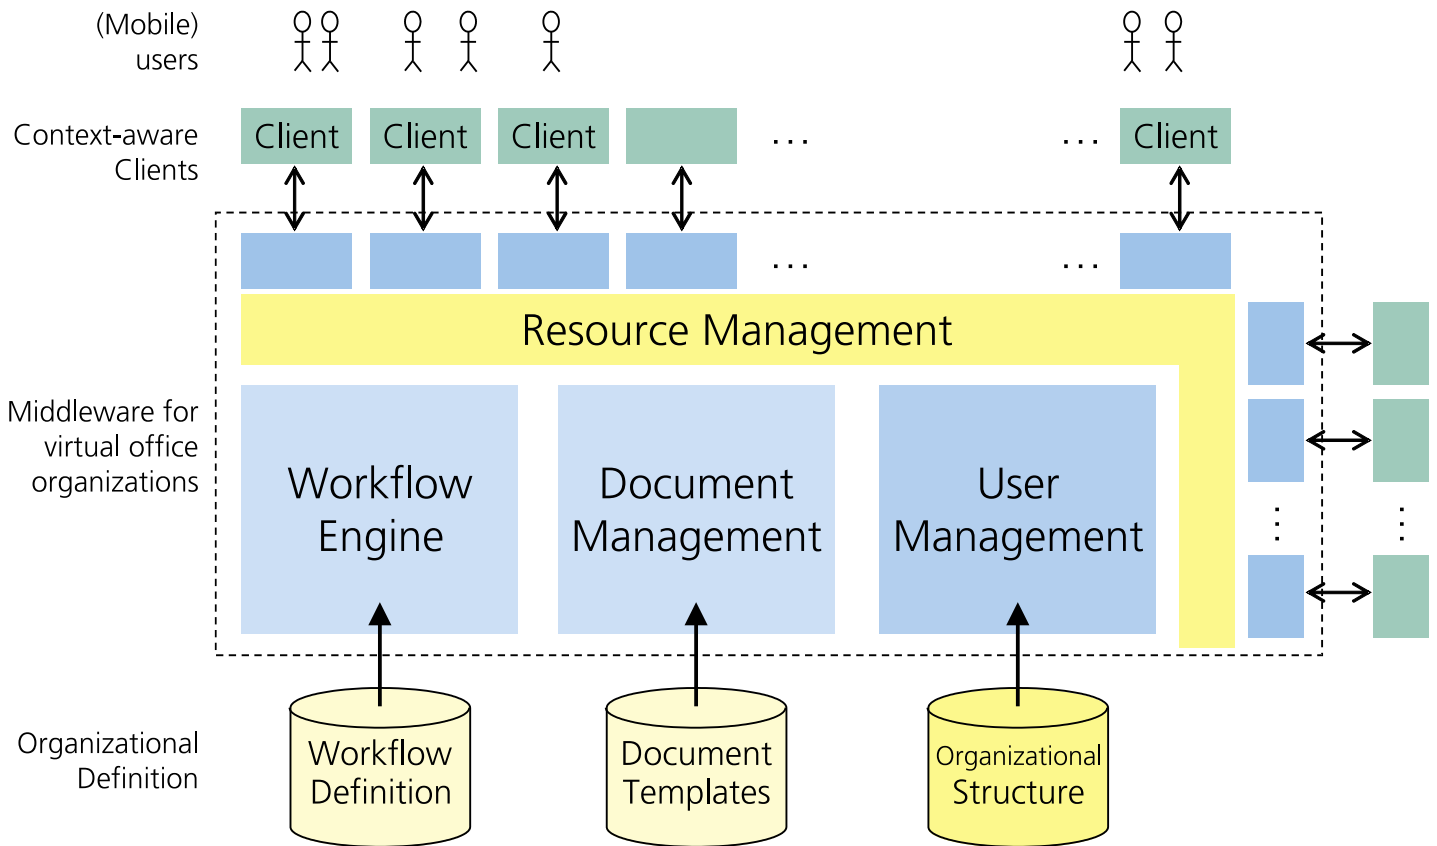 (Mobile)
users
Context-aware
Clients
Client
Client
Client
...
...
Client
...
...
Resource Management
Middleware for
virtual office
organizations
Workflow
Engine
Document
Management
User
Management
...
...
Organizational
Definition
Workflow
Definition
Document
Templates
Organizational
Structure